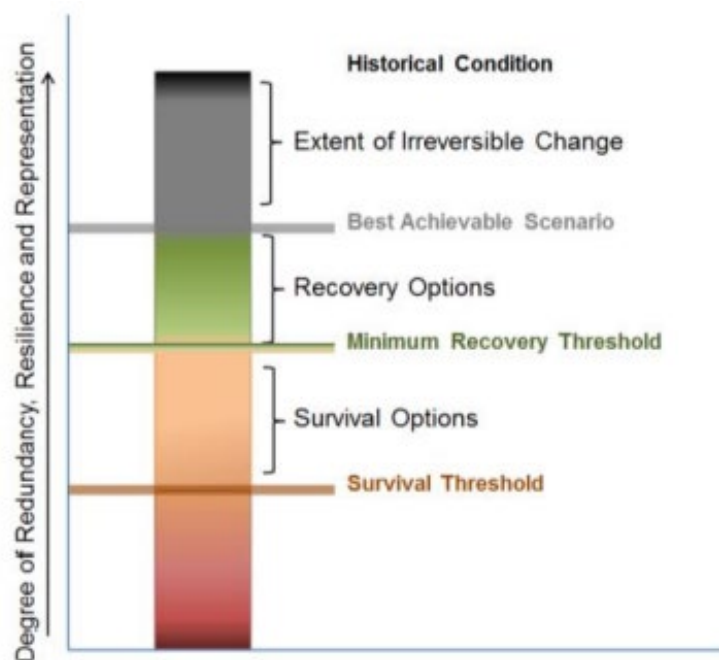 Degree of Redundancy, Resilience and Representation
Historical Condition
Extent of Irreversible Change
Best Achievable Scenario
Recovery Options
Minimum Recovery Threshold
Survival Options
Survival Threshold